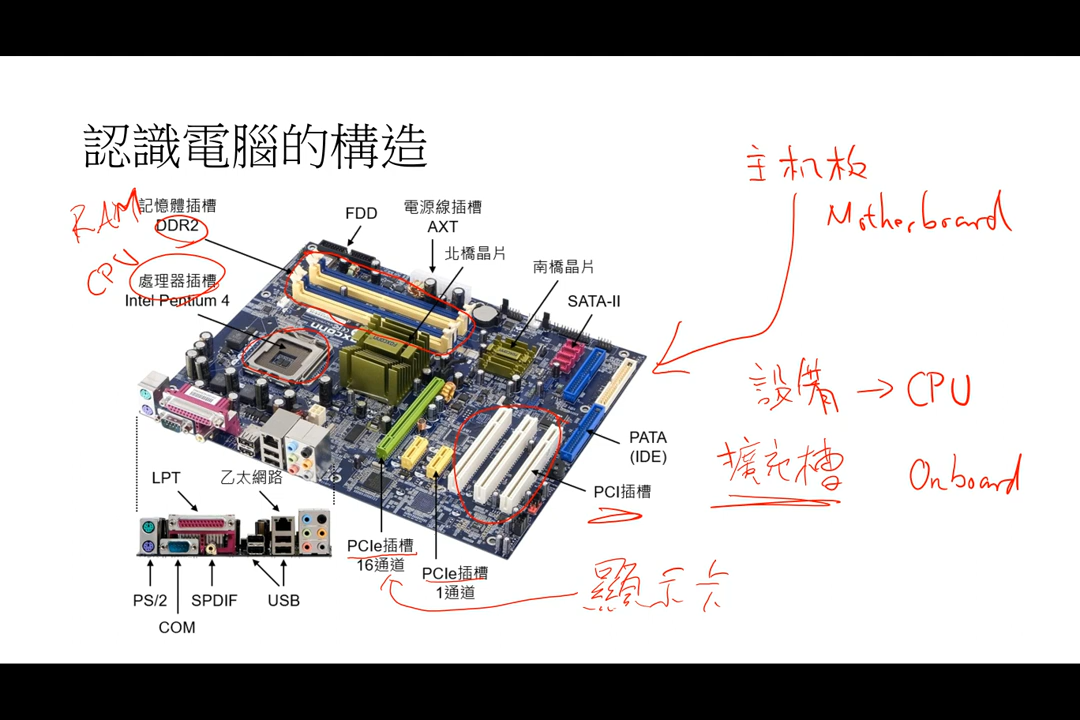 認識電腦的構造
主机板
Motherboard
RAM
記憶體插槽
DDR2
FDD
電源線插槽
AXT
北橋晶片
南橋晶片
SATA-II
CPU
處理器插槽
Intel Pentium 4
設備 → CPU
擴充槽
Onboard
PATA
(IDE)
PCI插槽
LPT
乙太網路
PCIe插槽
16通道
PCIe插槽
1通道
顯示卡
PS/2
SPDIF
USB
COM